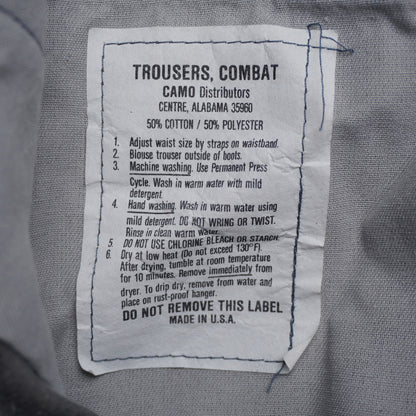 TROUSERS, COMBAT
CAMO Distributors
CENTRE, ALABAMA 35960
50% COTTON / 50% POLYESTER
1. Adjust waist size by straps on waistband.
2. Blouse trouser outside of boots.
3. Machine washing. Use Permanent Press
Cycle. Wash in warm water with mild
detergent.
4. Hand washing. Wash in warm water using
mild detergent. DO NOT WRING OR TWIST.
Rinse in clean warm water.
5 DO NOT USE CHLORINE BLEACH OR STARCH.
6. Dry at low heat (Do not exceed 130°F).
After drying, tumble at room temperature
for 10 minutes. Remove immediately from
dryer. To drip dry, remove from water and
place on rust-proof hanger.
DO NOT REMOVE THIS LABEL
MADE IN U.S.A.